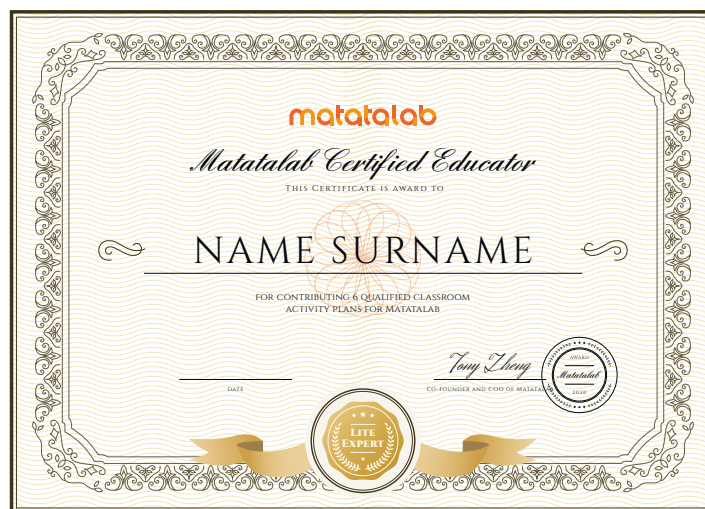 matatalab
Matatalab Certified Educator
This Certificate is award to
NAME SURNAME
for contributing 6 qualified classroom
activity plans for Matatalab
Tony Zheng
date
Co-founder and COO of Matatalab
AWARD
Matatalab
2020
Lite
Expert